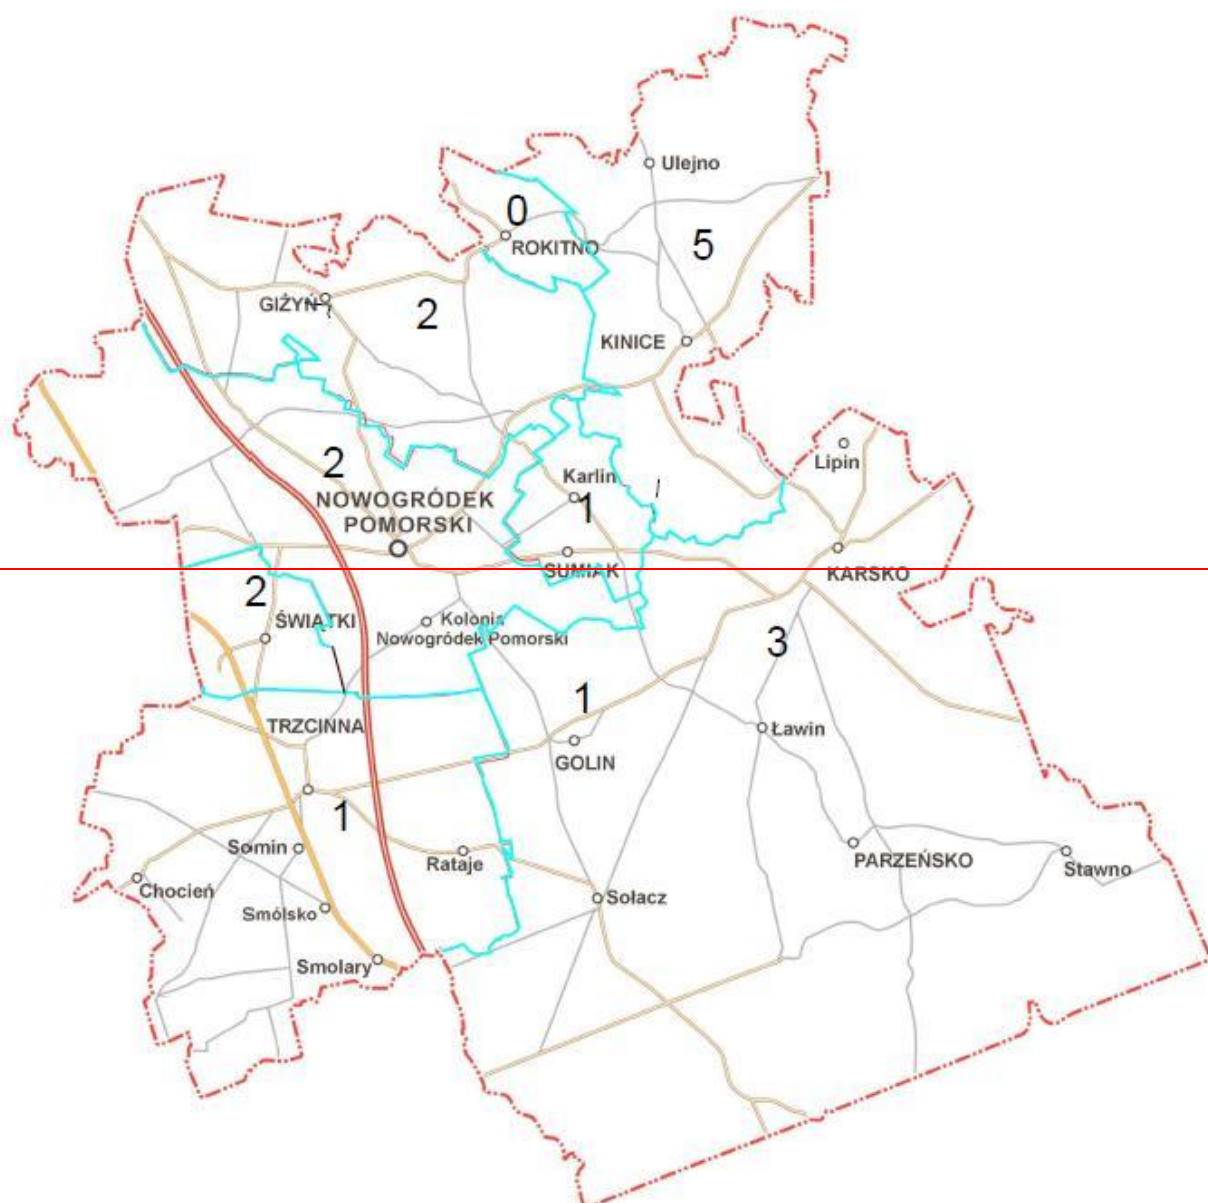 Ulejno
0
ROKITNO
5
GIŻYŃ
2
KINICE
Lipin
2
Karlin
NOWOGRÓDEK
POMORSKI
1
SUMIAK
KARSKO
2
ŚWIĄTKI
Kolonia
Nowogródek Pomorski
3
1
TRZCINNA
Ławin
GOLIN
1
Somin
Rataje
PARZEŃSKO
Stawno
Chocień
Sołacz
Smólsko
Smolary